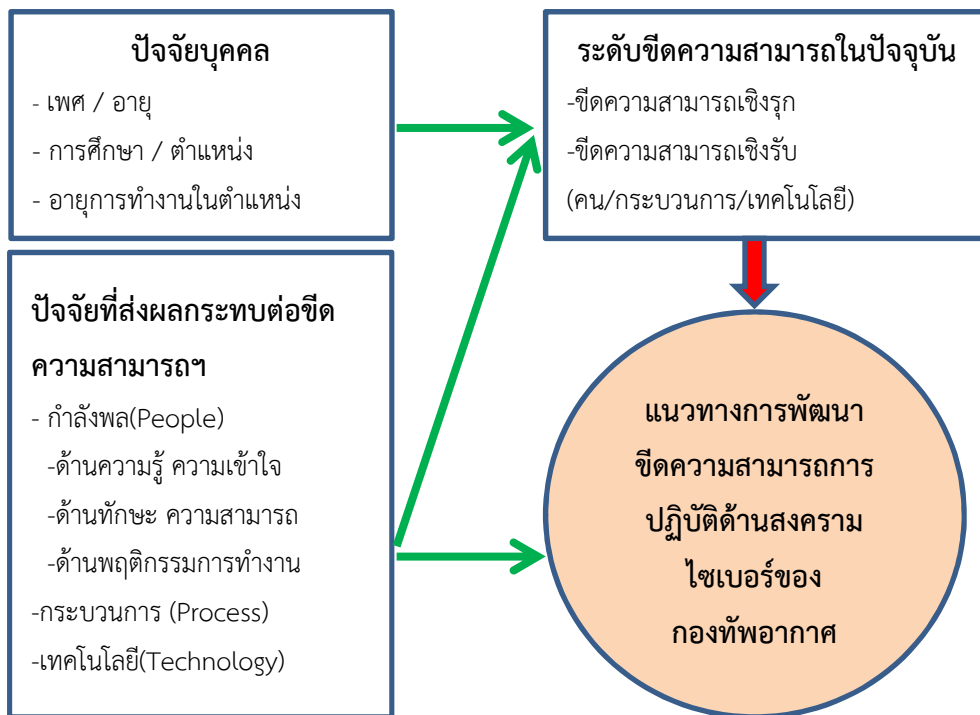 ปัจจัยบุคคล
- เพศ / อายุ
- การศึกษา / ตำแหน่ง
- อายุการทำงานในตำแหน่ง
ระดับขีดความสามารถในปัจจุบัน
-ขีดความสามารถเชิงรุก
-ขีดความสามารถเชิงรับ
(คน/กระบวนการ/เทคโนโลยี)
ปัจจัยที่ส่งผลกระทบต่อขีด
ความสามารถฯ
- กำลังพล(People)
-ด้านความรู้ ความเข้าใจ
-ด้านทักษะ ความสามารถ
-ด้านพฤติกรรมการทำงาน
-กระบวนการ (Process)
-เทคโนโลยี(Technology)
แนวทางการพัฒนา
ขีดความสามารถการ
ปฏิบัติด้านสงคราม
ไซเบอร์ของ
กองทัพอากาศ